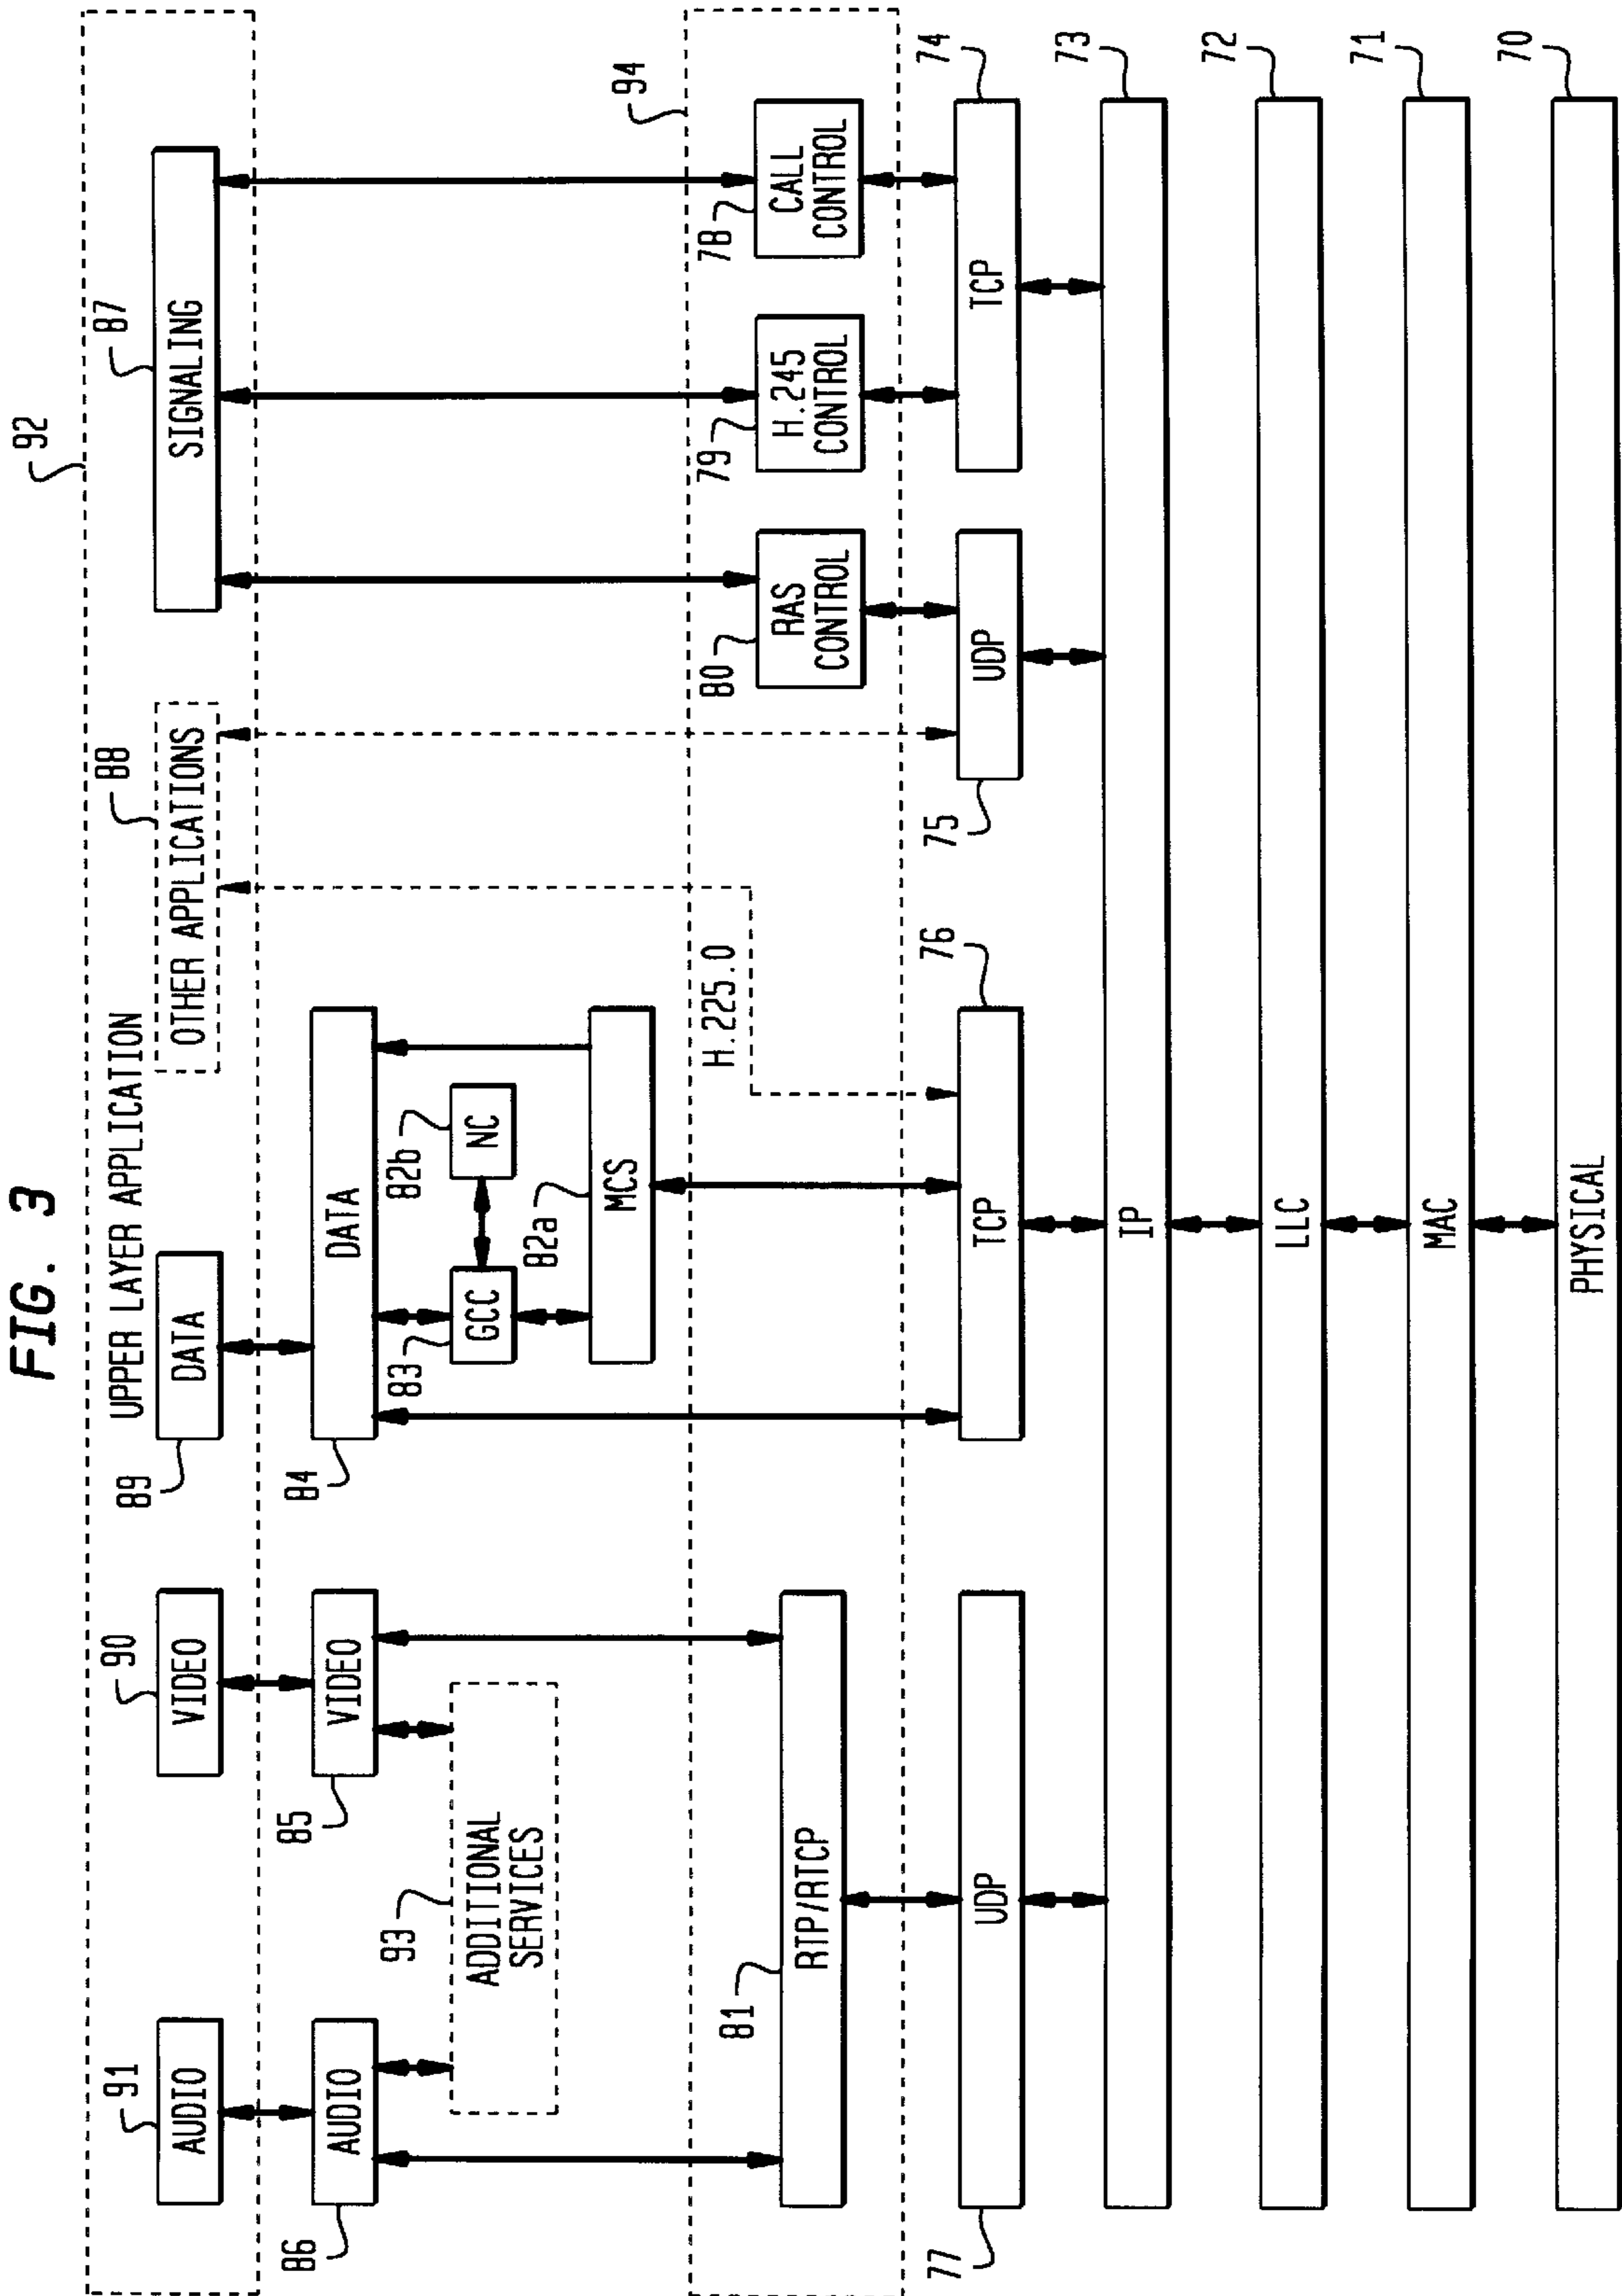 FIG. 3
92
UPPER LAYER APPLICATION
91
AUDIO
90
VIDEO
89
DATA
88
OTHER APPLICATIONS
87
SIGNALING
86
AUDIO
85
VIDEO
84
DATA
93
ADDITIONAL
SERVICES
83
GCC
82b
NC
82a
MCS
94
H.225.0
81
RTP/RTCP
80
RAS
CONTROL
79
H.245
CONTROL
78
CALL
CONTROL
77
UDP
76
TCP
75
UDP
74
TCP
73
IP
72
LLC
71
MAC
70
PHYSICAL